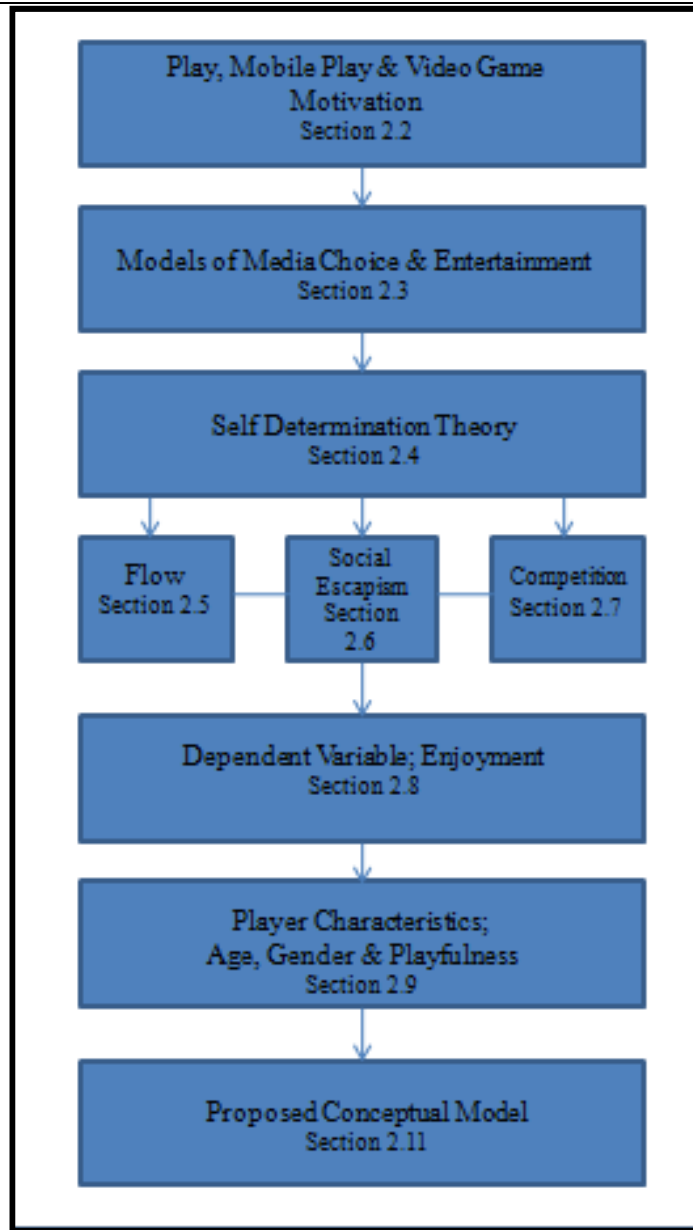 Play, Mobile Play & Video Game
Motivation
Section 2.2
Models of Media Choice & Entertainment
Section 2.3
Self Determination Theory
Section 2.4
Flow
Section 2.5
Social
Escapism
Section
2.6
Competition
Section 2.7
Dependent Variable; Enjoyment
Section 2.8
Player Characteristics;
Age, Gender & Playfulness
Section 2.9
Proposed Conceptual Model
Section 2.11